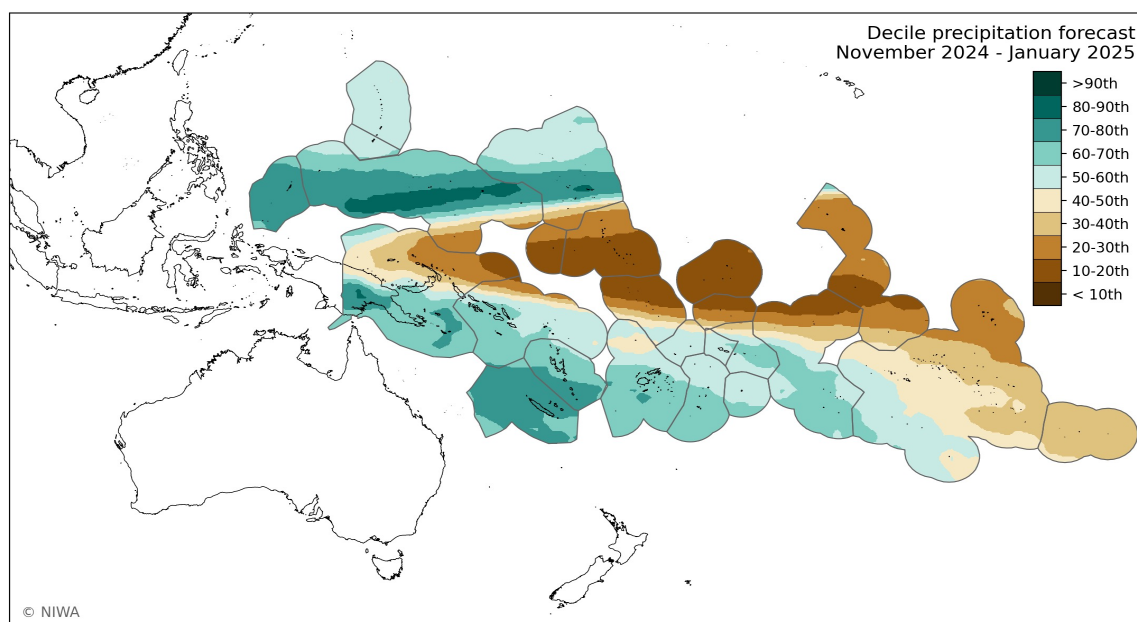 Decile precipitation forecast
November 2024 - January 2025
>90th
80-90th
70-80th
60-70th
50-60th
40-50th
30-40th
20-30th
10-20th
< 10th
© NIWA